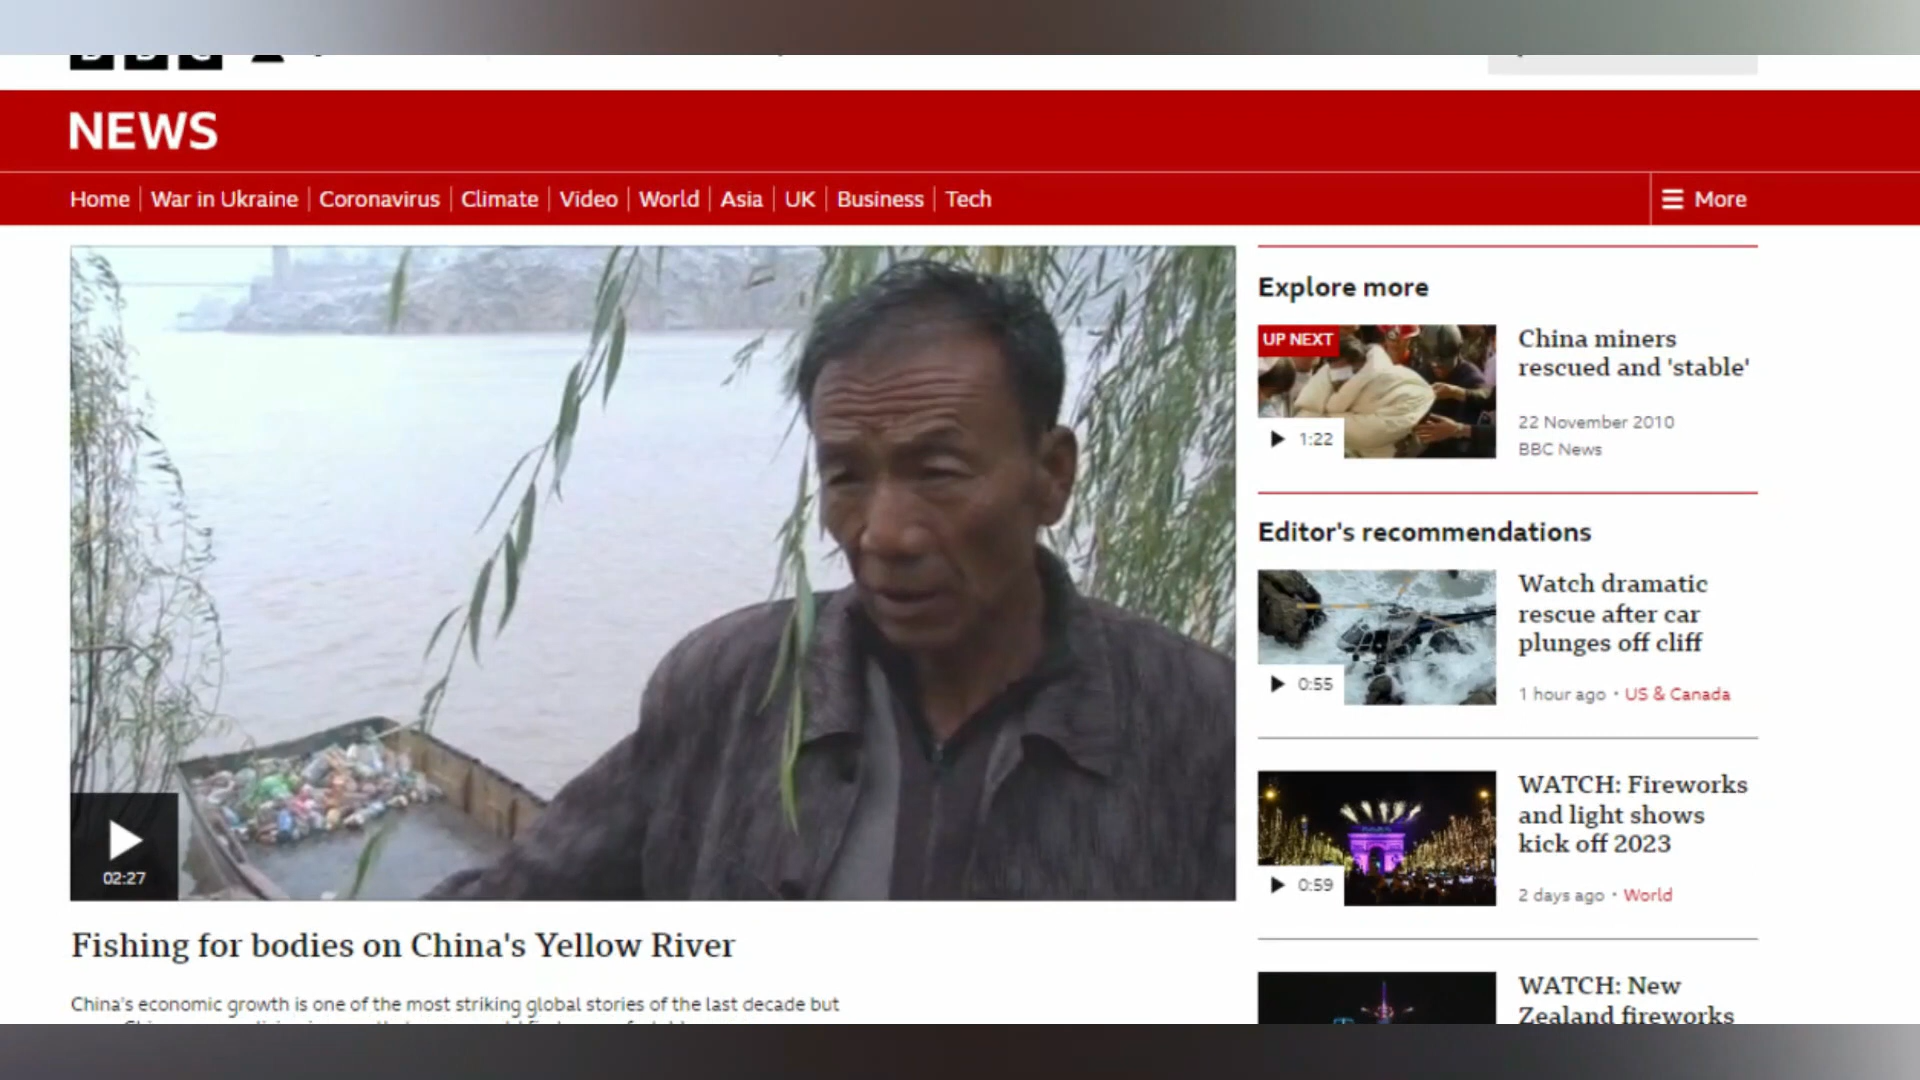 NEWS
Home
War in Ukraine
Coronavirus
Climate
Video
World
Asia
UK
Business
Tech
More
02:27
Fishing for bodies on China's Yellow River
China's economic growth is one of the most striking global stories of the last decade but
Explore more
UP NEXT
1:22
China miners
rescued and 'stable'
22 November 2010
BBC News
Editor's recommendations
0:55
Watch dramatic
rescue after car
plunges off cliff
1 hour ago · US & Canada
0:59
WATCH: Fireworks
and light shows
kick off 2023
2 days ago · World
WATCH: New
Zealand fireworks